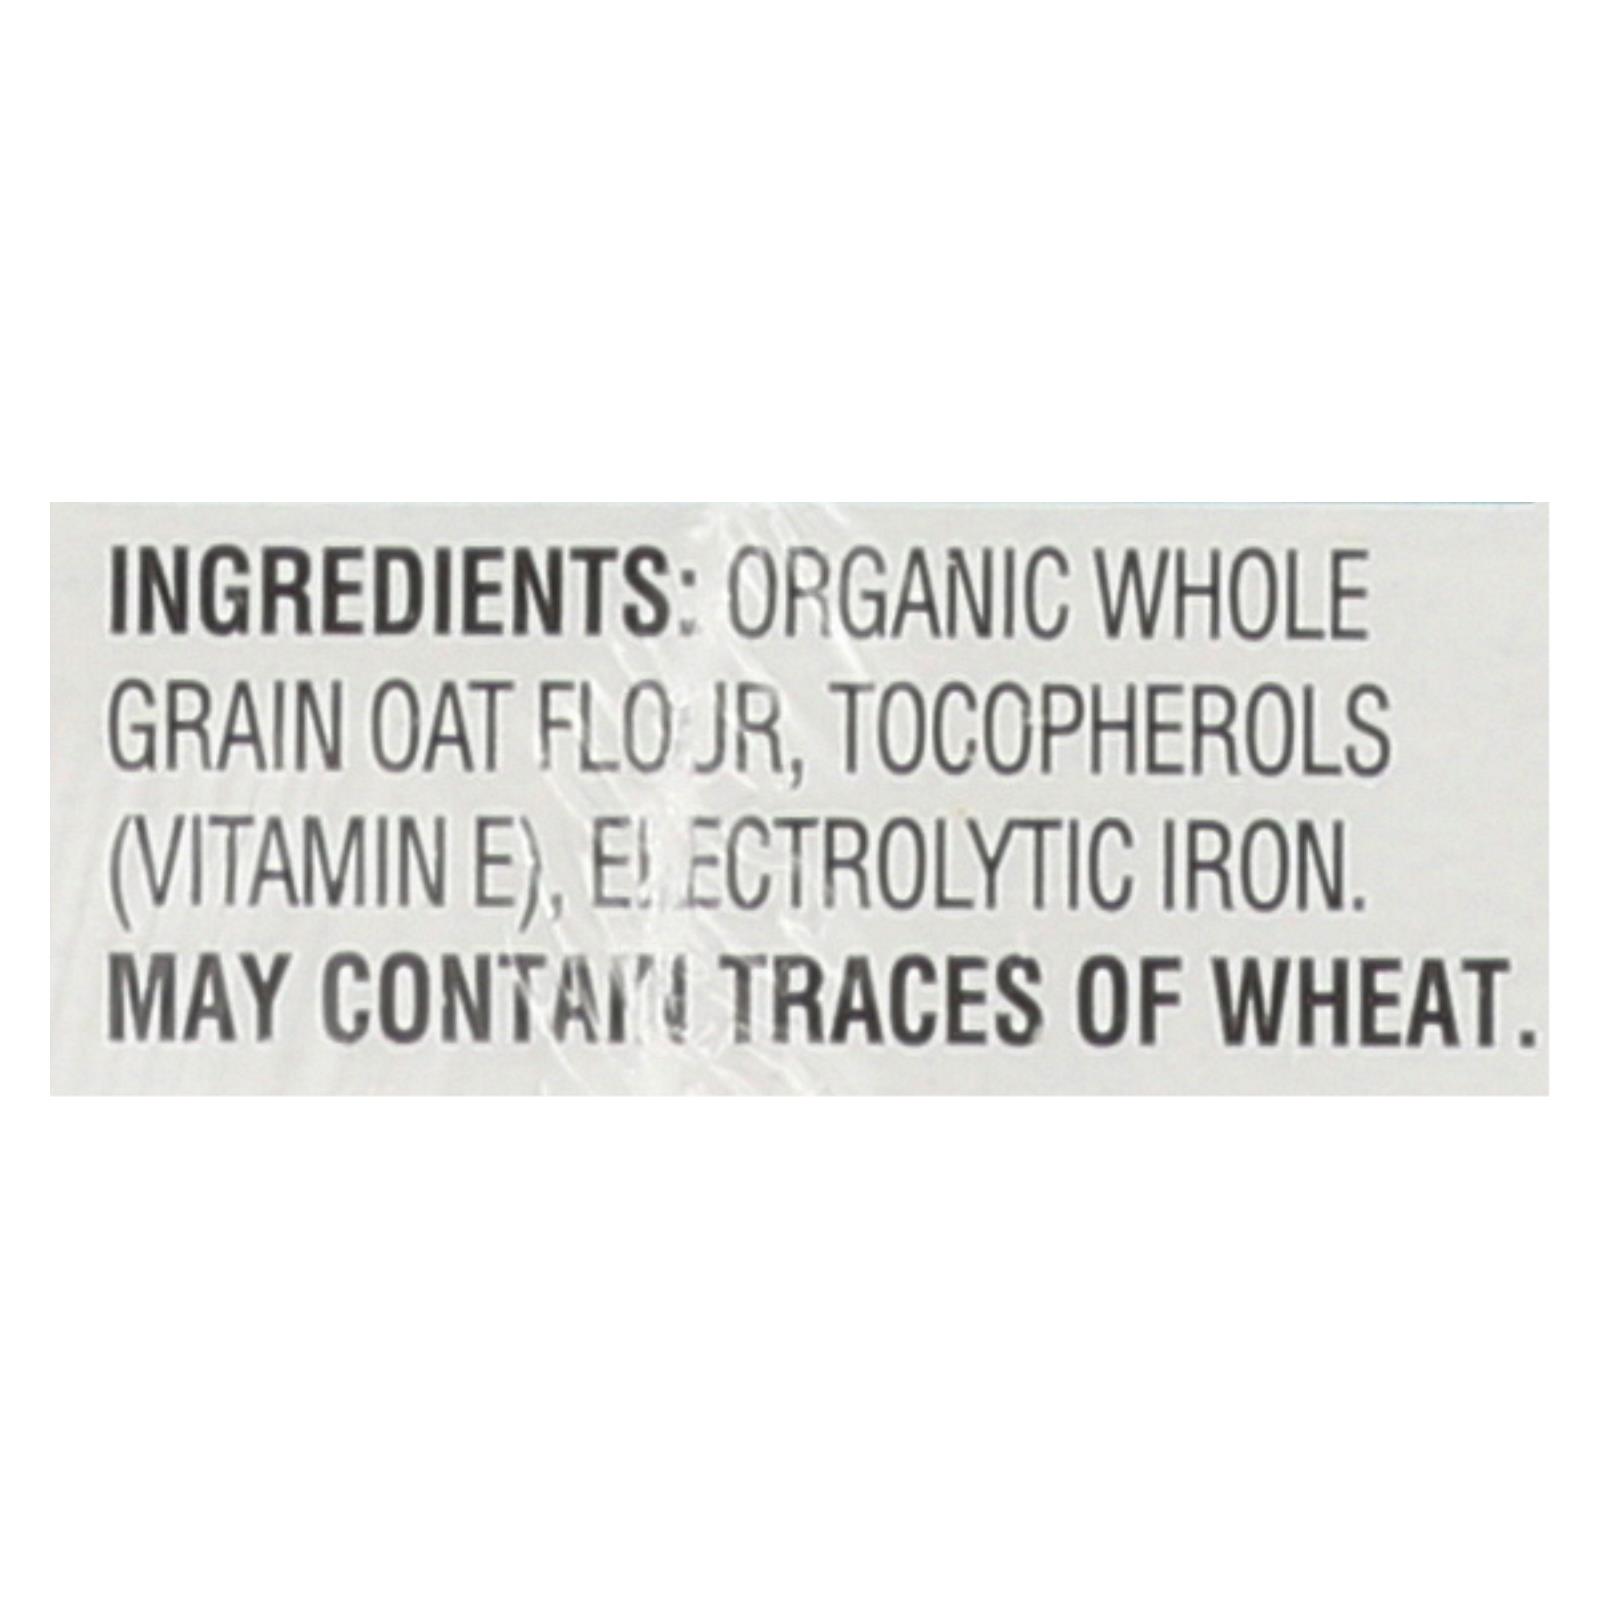 INGREDIENTS: ORGANIC WHOLE
GRAIN OAT FLOUR, TOCOPHEROLS
(VITAMIN E), ELECTROLYTIC IRON.
MAY CONTAIN TRACES OF WHEAT.